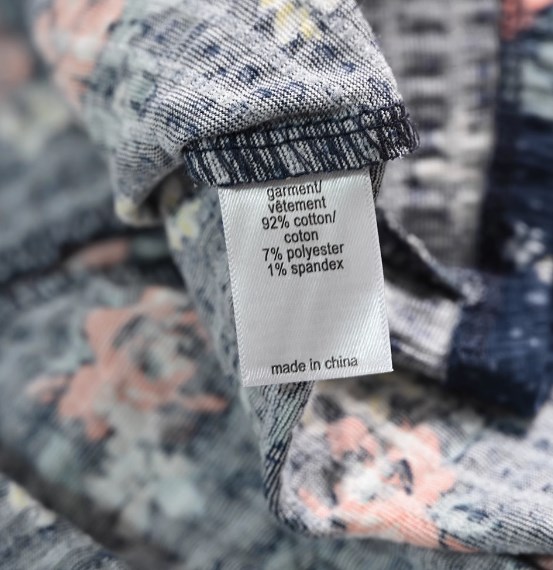 garment/
vêtement
92% cotton/
coton
7% polyester
1% spandex
made in china